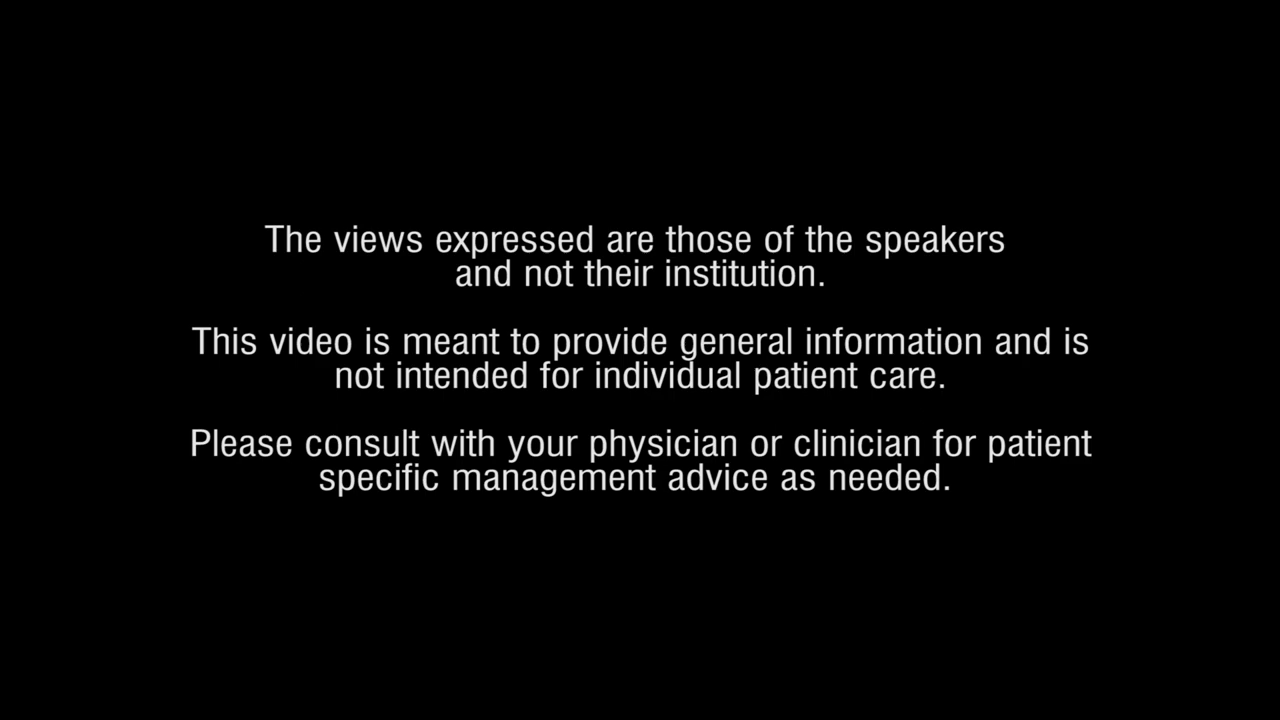 The views expressed are those of the speakers
and not their institution.
This video is meant to provide general information and is
not intended for individual patient care.
Please consult with your physician or clinician for patient
specific management advice as needed.